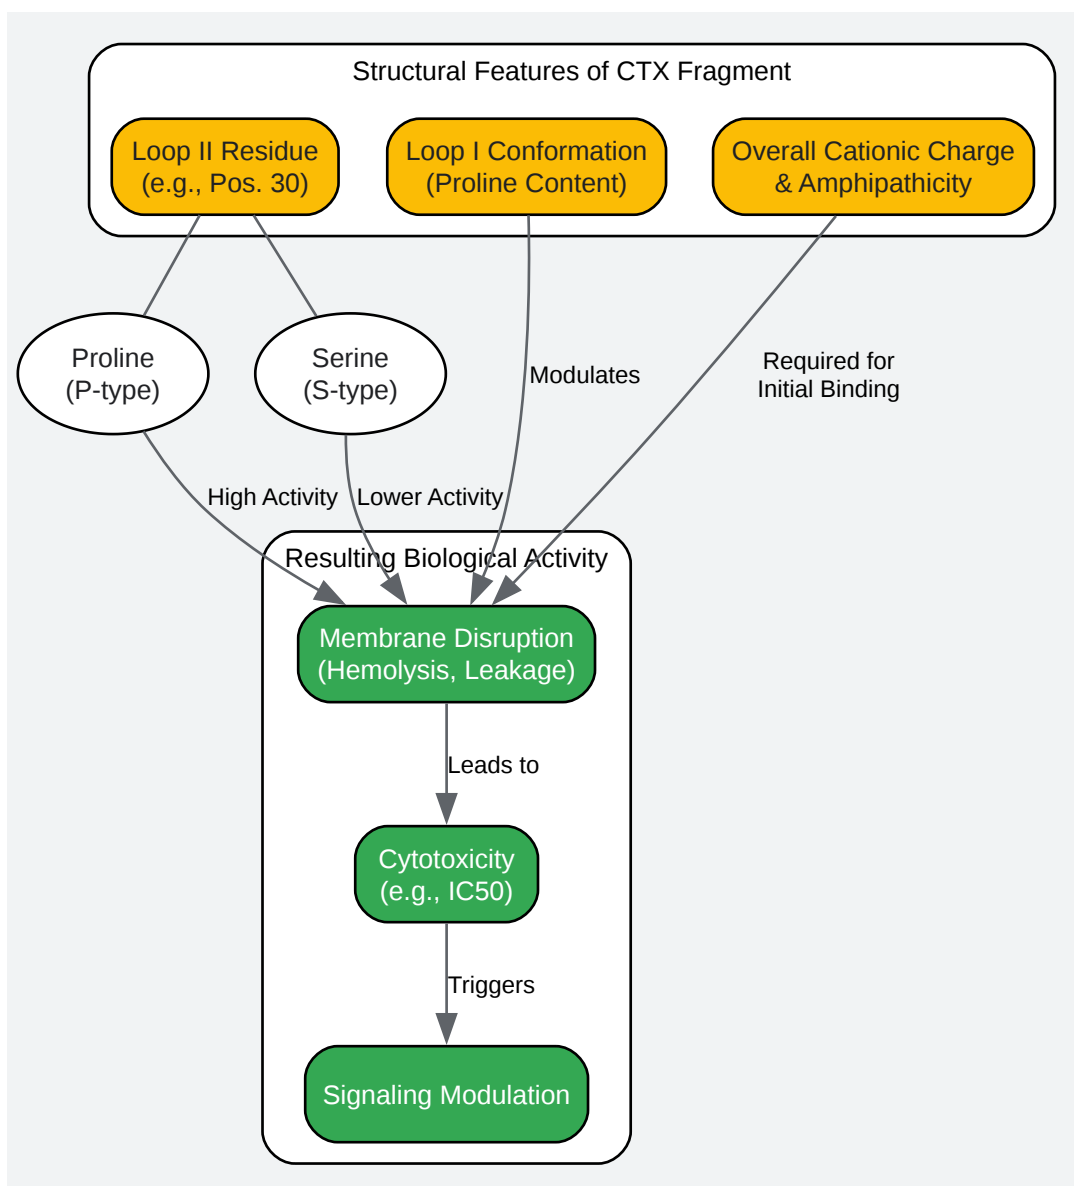 Structural Features of CTX Fragment
Loop II Residue
(e.g., Pos. 30)
Loop I Conformation
(Proline Content)
Overall Cationic Charge
& Amphipathicity
Proline
(P-type)
Serine
(S-type)
Modulates
Required for
Initial Binding
High Activity
Lower Activity
Resulting Biological Activity
Membrane Disruption
(Hemolysis, Leakage)
Leads to
Cytotoxicity
(e.g., IC50)
Triggers
Signaling Modulation